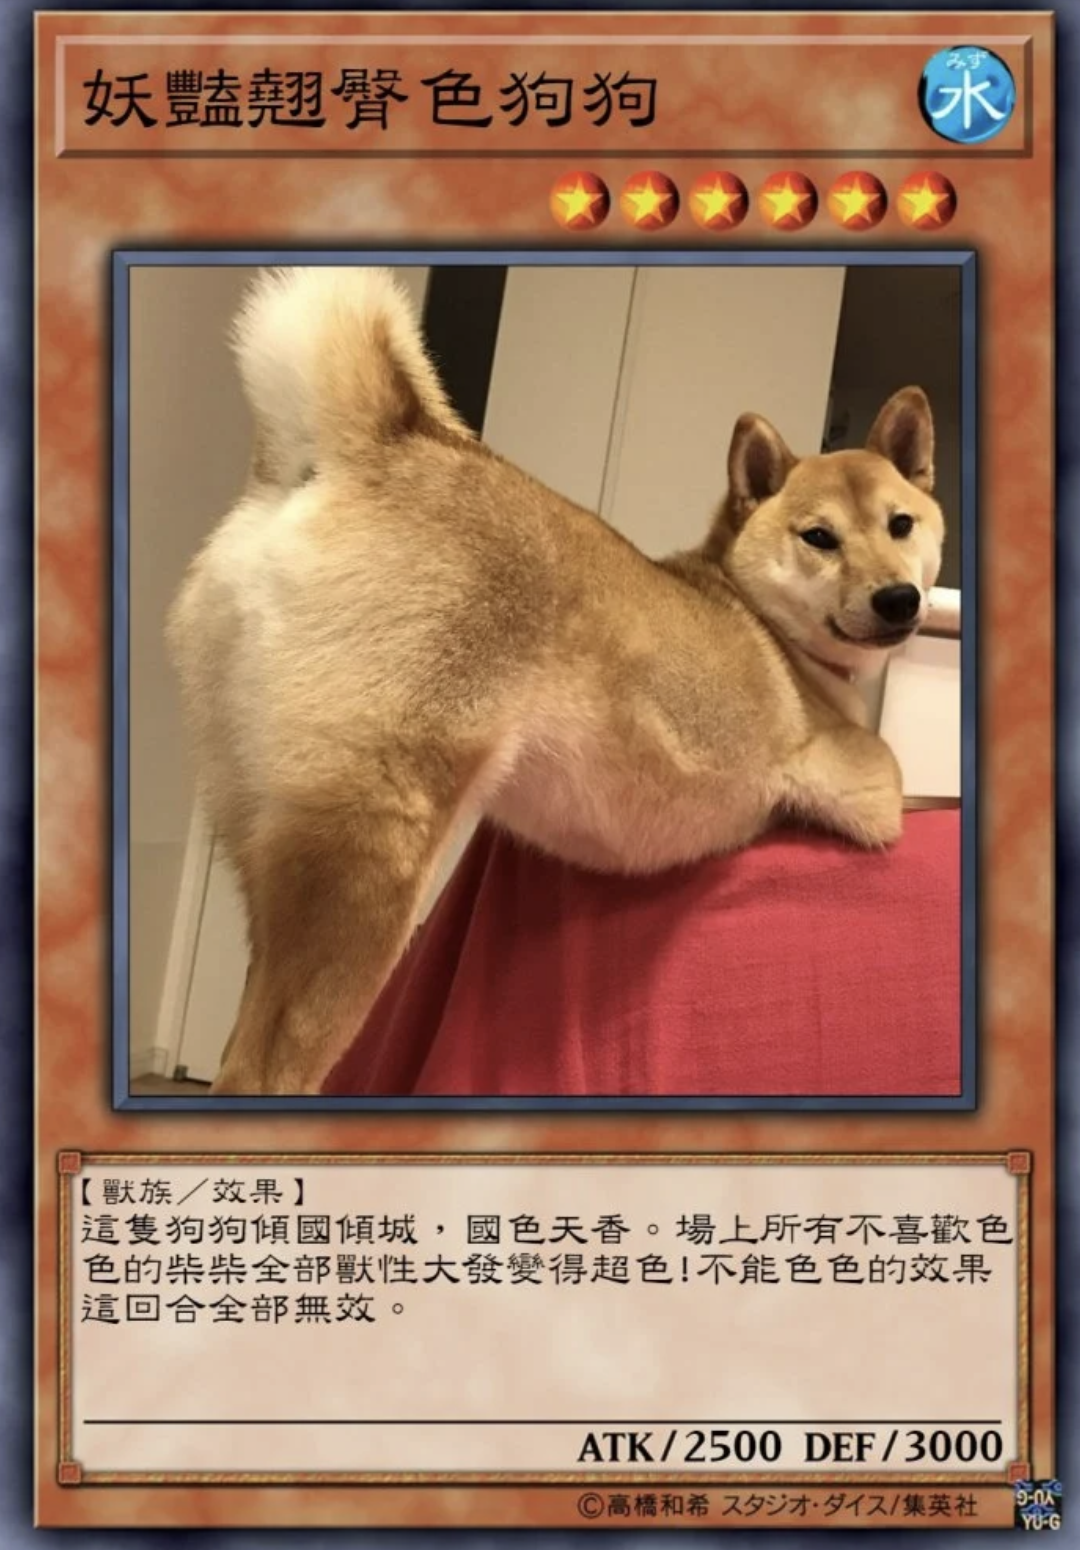 妖豔翹臀色狗狗
みず
水
【獸族／效果】
這隻狗狗傾國傾城，國色天香。場上所有不喜歡色
色的柴柴全部獸性大發變得超色!不能色色的效果
這回合全部無效。
ATK/2500 DEF/3000
©高橋和希 スタジオ·ダイス/集英社
YU-G
YU-G